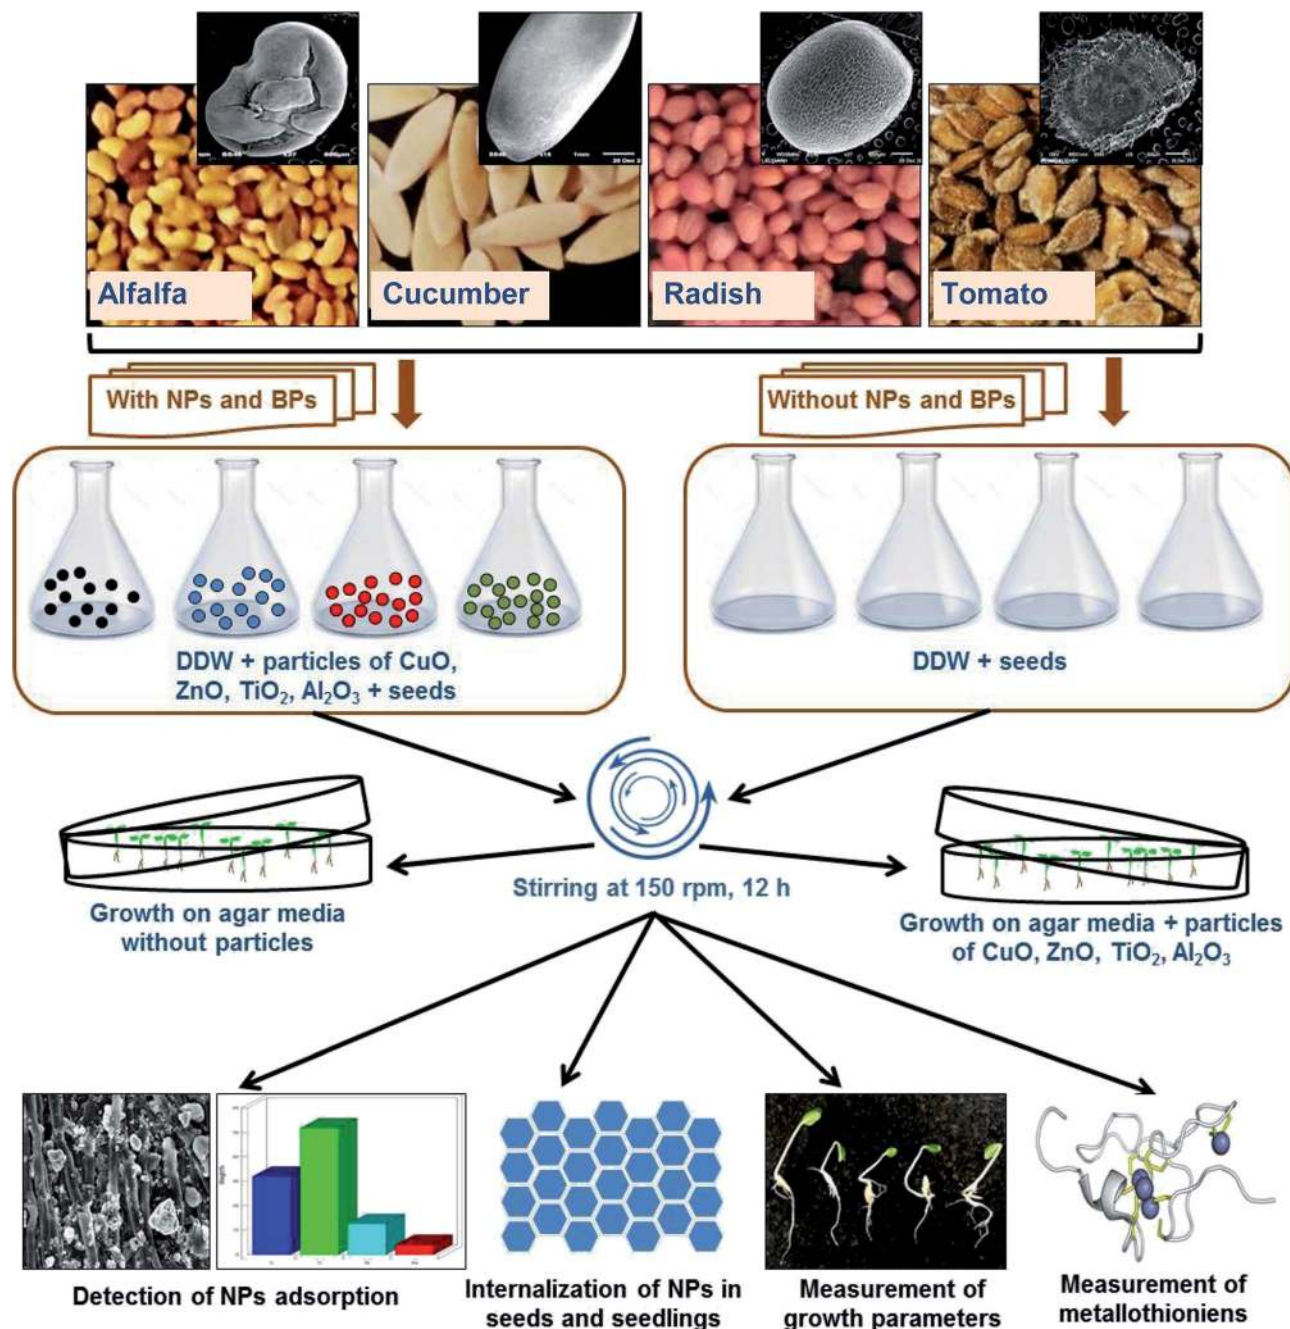 Alfalfa
Cucumber
Radish
Tomato
With NPs and BPs
Without NPs and BPs
DDW + particles of CuO,
ZnO, TiO₂, Al₂O₃ + seeds
DDW + seeds
Stirring at 150 rpm, 12 h
Growth on agar media
without particles
Growth on agar media + particles
of CuO, ZnO, TiO₂, Al₂O₃
Detection of NPs adsorption
Internalization of NPs in
seeds and seedlings
Measurement of
growth parameters
Measurement of
metallothioniens